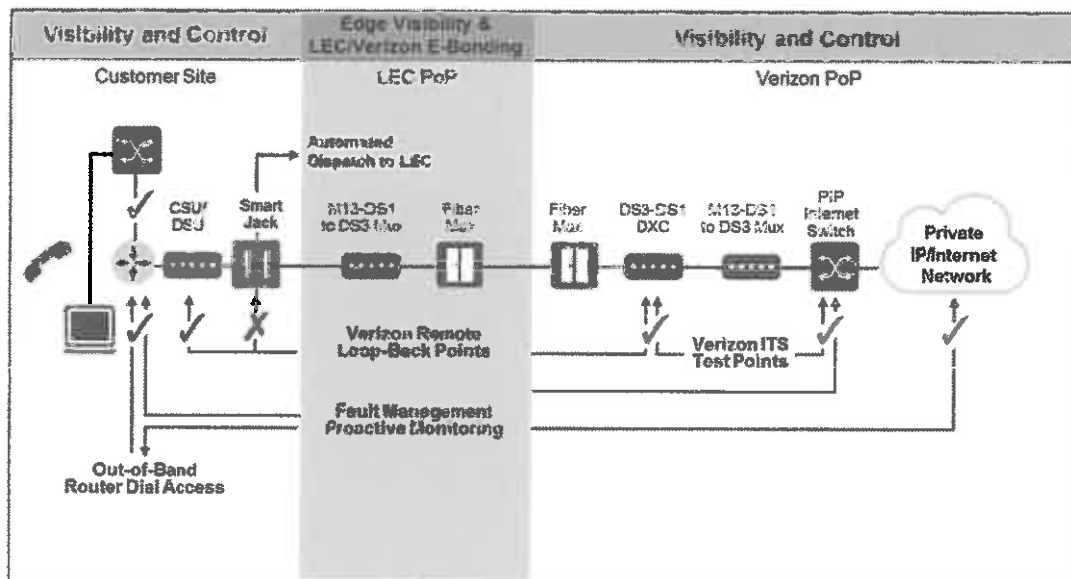 Visibility and Control
Edge Visibility &
LEC/Verizon E-Bonding
Visibility and Control
Customer Site
LEC PoP
Verizon PoP
Automated
Dispatch to LEC
CSU/
DSU
Smart
Jack
M13-DS1
to DS3 Mux
Fiber
Mux
Fiber
Mux
DS3-DS1
DXC
M13-DS1
to DS3 Mux
PIP
Internet
Switch
Private
IP/Internet
Network
Verizon Remote
Loop-Back Points
Verizon ITS
Test Points
Fault Management
Proactive Monitoring
Out-of-Band
Router Dial Access